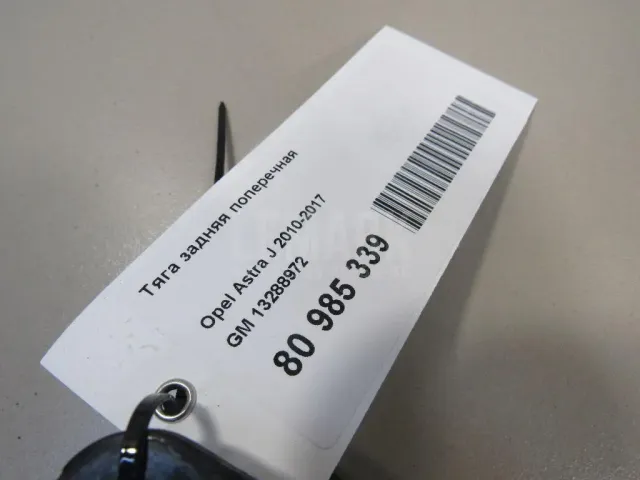 Тяга задняя поперечная
Opel Astra J 2010-2017
GM 13288972
80 985 339